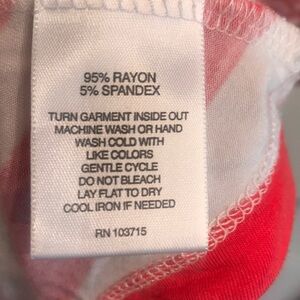 95% RAYON
5% SPANDEX
TURN GARMENT INSIDE OUT
MACHINE WASH OR HAND
WASH COLD WITH
LIKE COLORS
GENTLE CYCLE
DO NOT BLEACH
LAY FLAT TO DRY
COOL IRON IF NEEDED
RN 103715